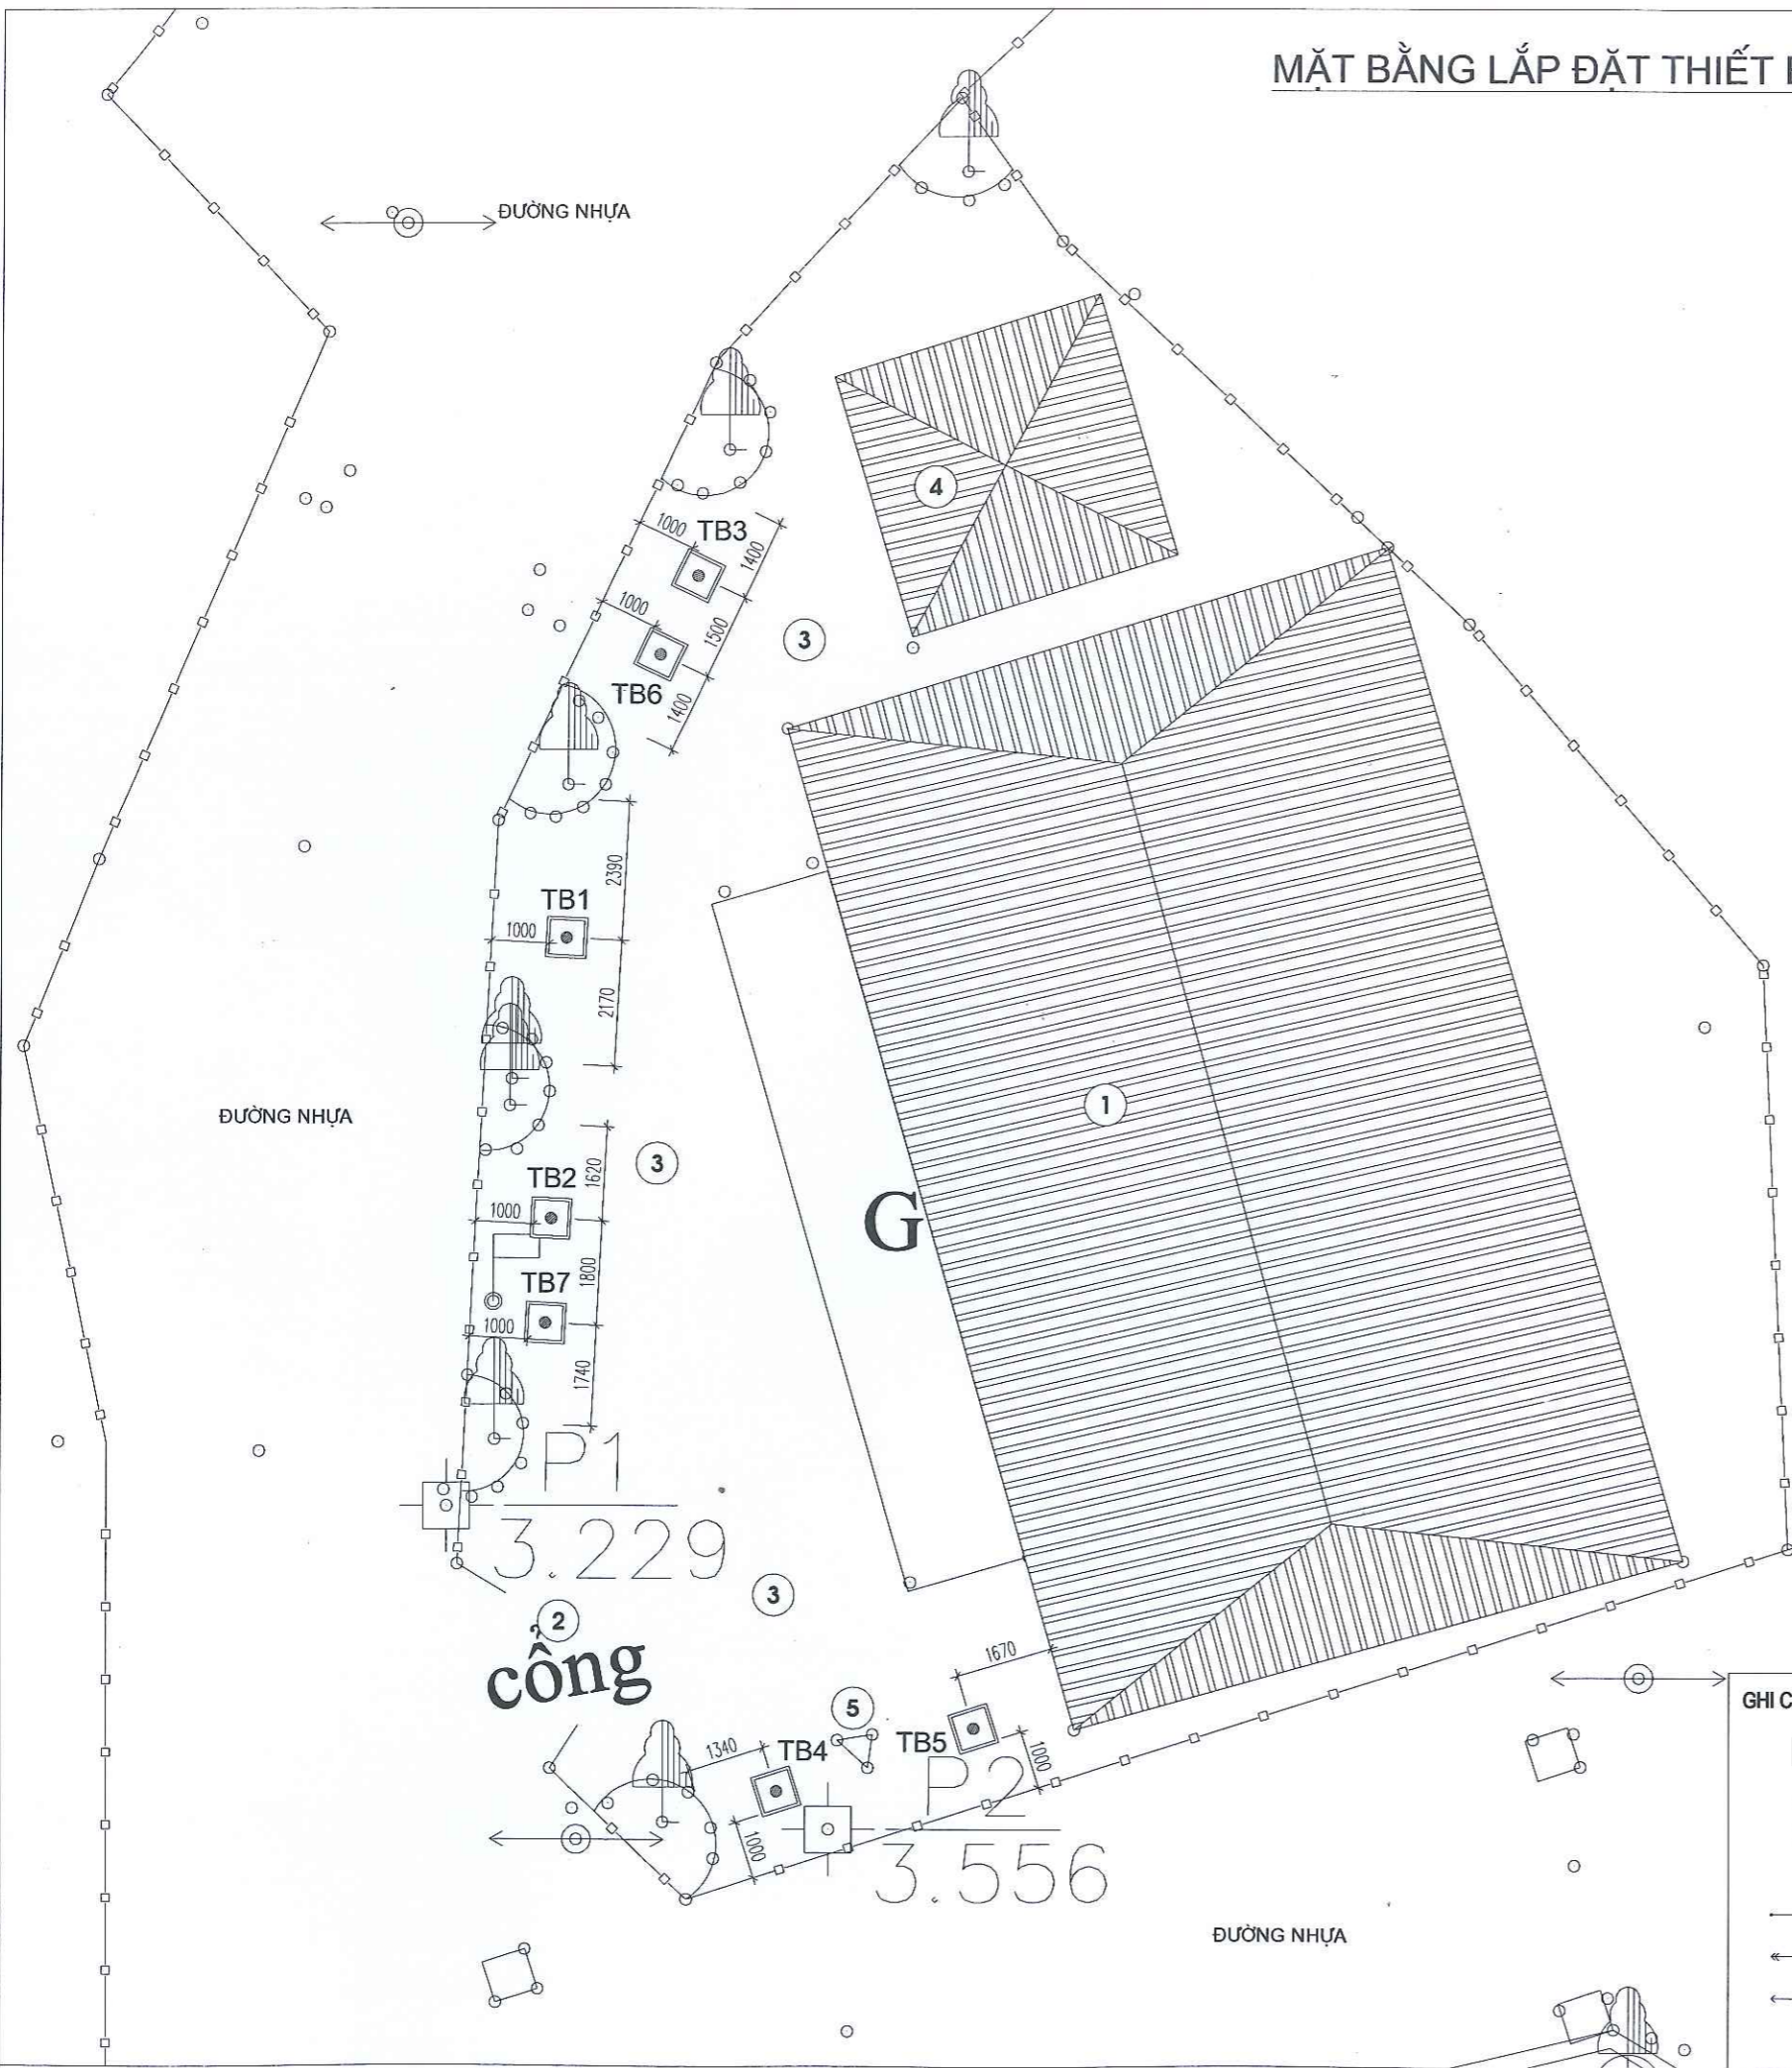 MẶT BẰNG LẮP ĐẶT THIẾT
ĐƯỜNG NHỰA
4
1000
TB3
1400
1000
1500
3
TB6
1400
2390
TB1
1000
2170
1
ĐƯỜNG NHỰA
3
1620
TB2
1000
G
1800
TB7
1000
1740
P1
3.229
3
2
cổng
1670
GHI C
5
1340
TB4
TB5
1000
P2
1000
3.556
ĐƯỜNG NHỰA